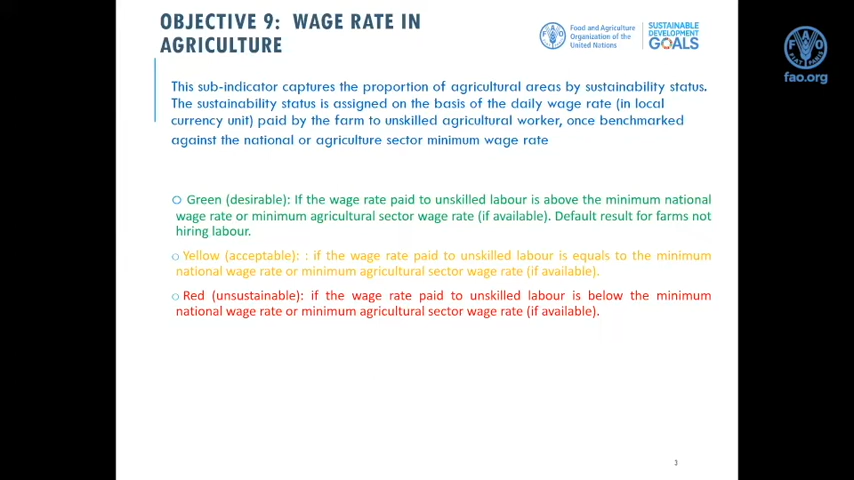 OBJECTIVE 9: WAGE RATE IN
AGRICULTURE
Food and Agriculture
Organization of the
United Nations
SUSTAINABLE
DEVELOPMENT
GOALS
FAO
FIAT PANIS
fao.org
This sub-indicator captures the proportion of agricultural areas by sustainability status.
The sustainability status is assigned on the basis of the daily wage rate (in local
currency unit) paid by the farm to unskilled agricultural worker, once benchmarked
against the national or agriculture sector minimum wage rate
Green (desirable): If the wage rate paid to unskilled labour is above the minimum national
wage rate or minimum agricultural sector wage rate (if available). Default result for farms not
hiring labour.
Yellow (acceptable): : if the wage rate paid to unskilled labour is equals to the minimum
national wage rate or minimum agricultural sector wage rate (if available).
Red (unsustainable): if the wage rate paid to unskilled labour is below the minimum
national wage rate or minimum agricultural sector wage rate (if available).